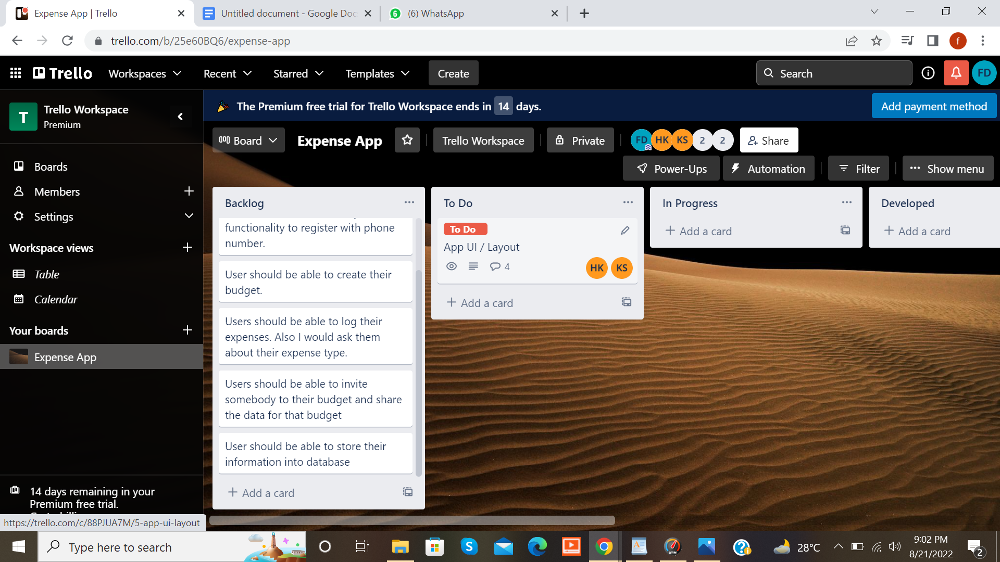 Expense App | Trello
Untitled document - Google Doc
6
(6) WhatsApp
trello.com/b/25e60BQ6/expense-app
f
Trello
Workspaces
Recent
Starred
Templates
Create
Search
FD
T
Trello Workspace
Premium
The Premium free trial for Trello Workspace ends in 14 days.
Add payment method
Board
Expense App
Trello Workspace
Private
FD
HK
KS
2
2
Share
Power-Ups
Automation
Filter
Show menu
Boards
Members
Settings
Workspace views
Table
Calendar
Your boards
Expense App
14 days remaining in your
Premium free trial.
https://trello.com/c/88PJUA7M/5-app-ui-layout
Backlog
functionality to register with phone
number.
User should be able to create their
budget.
Users should be able to log their
expenses. Also I would ask them
about their expense type.
Users should be able to invite
somebody to their budget and share
the data for that budget
User should be able to store their
information into database
Add a card
To Do
To Do
App UI / Layout
4
HK
KS
Add a card
In Progress
Add a card
Developed
Add a card
Type here to search
S
WPM
28°C
9:02 PM
8/21/2022
2